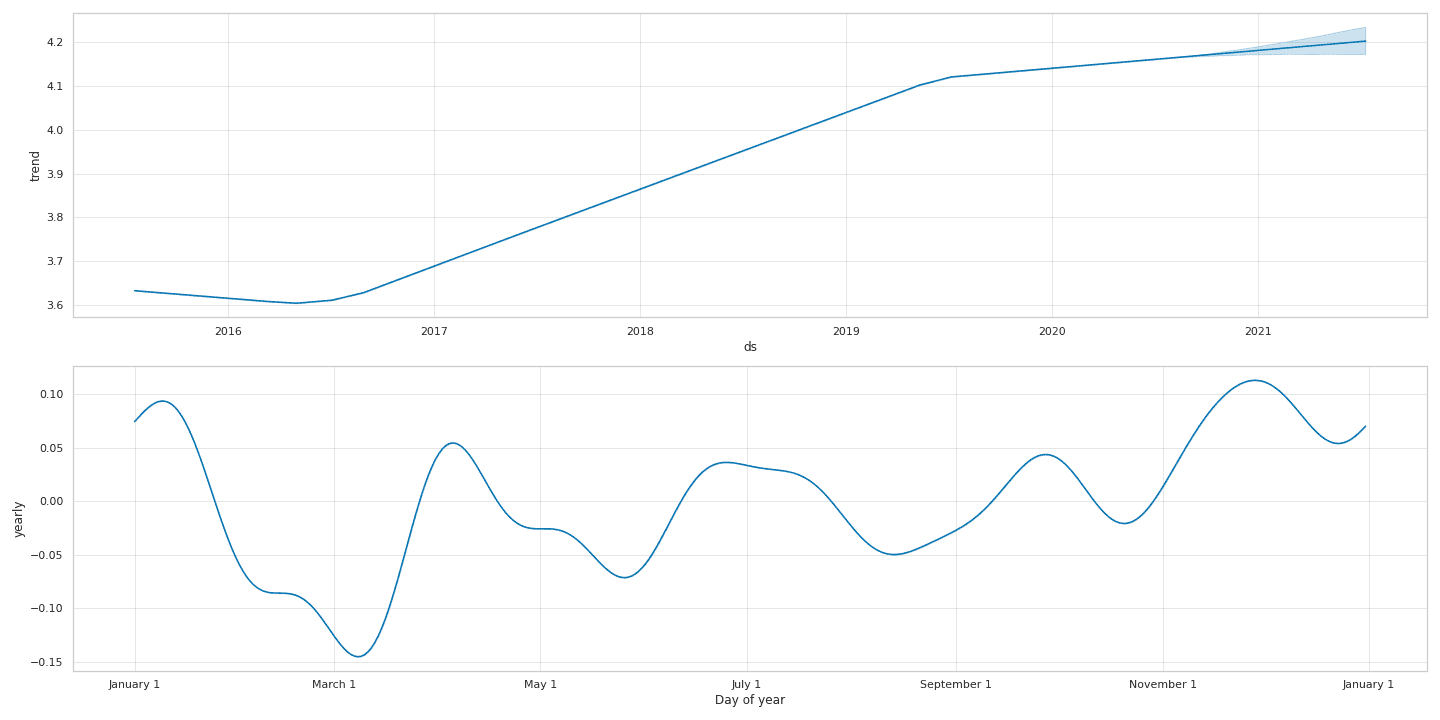 4.2
4.1
4.0
3.9
3.8
3.7
3.6
trend
2016 2017 2018 2019 2020 2021
ds
0.10
0.05
0.00
−0.05
−0.10
−0.15
yearly
January 1 March 1 May 1 July 1 September 1 November 1 January 1
Day of year